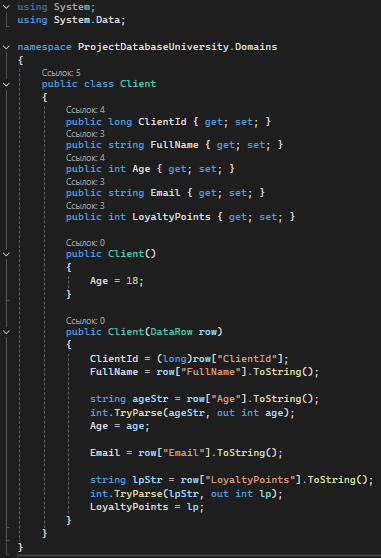 using System;
using System.Data;
namespace ProjectDatabaseUniversity.Domains
{
Ссылок: 5
public class Client
{
Ссылок: 4
public long ClientId { get; set; }
Ссылок: 3
public string FullName { get; set; }
Ссылок: 4
public int Age { get; set; }
Ссылок: 3
public string Email { get; set; }
Ссылок: 3
public int LoyaltyPoints { get; set; }
Ссылок: 0
public Client()
{
Age = 18;
}
Ссылок: 0
public Client(DataRow row)
{
ClientId = (long)row["ClientId"];
FullName = row["FullName"].ToString();
string ageStr = row["Age"].ToString();
int.TryParse(ageStr, out int age);
Age = age;
Email = row["Email"].ToString();
string lpStr = row["LoyaltyPoints"].ToString();
int.TryParse(lpStr, out int lp);
LoyaltyPoints = lp;
}
}
}